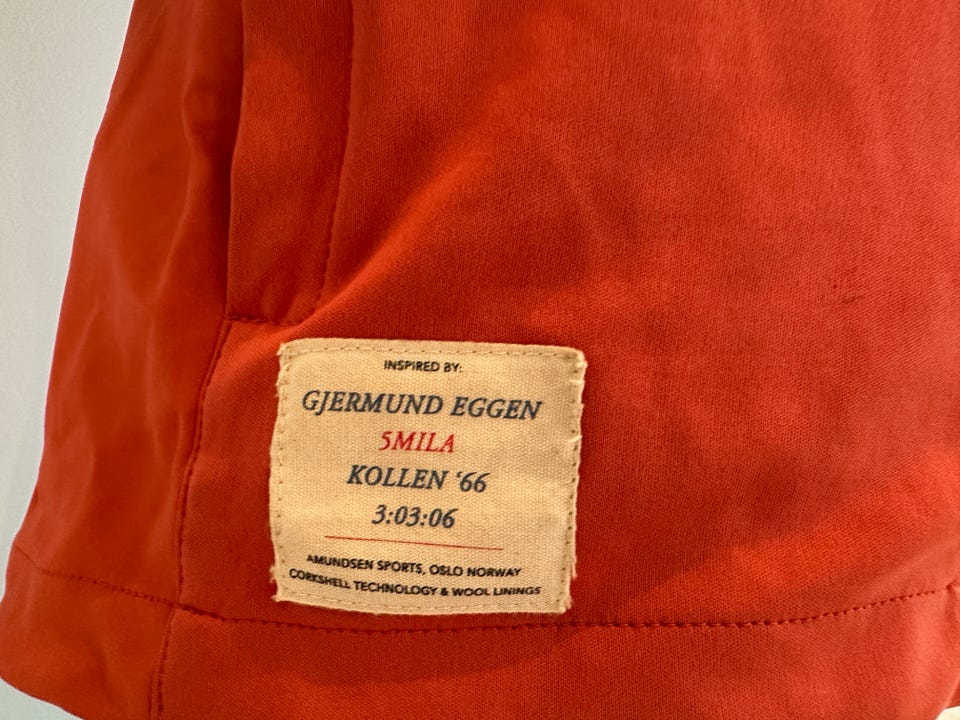 INSPIRED BY:
GJERMUND EGGEN
5MILA
KOLLEN '66
3:03:06
AMUNDSEN SPORTS, OSLO NORWAY
CORKSHELL TECHNOLOGY & WOOL LININGS